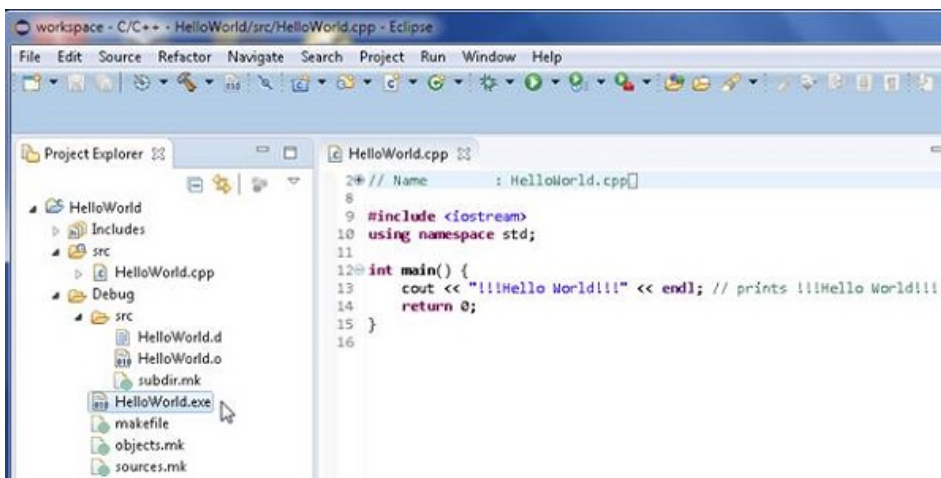 workspace - C/C++ - HelloWorld/src/HelloWorld.cpp - Eclipse
File Edit Source Refactor Navigate Search Project Run Window Help
Project Explorer
HelloWorld
Includes
src
HelloWorld.cpp
Debug
src
HelloWorld.d
HelloWorld.o
subdir.mk
HelloWorld.exe
makefile
objects.mk
sources.mk
HelloWorld.cpp
2 // Name : HelloWorld.cpp
8
9 #include <iostream>
10 using namespace std;
11
12 int main() {
13 cout << "!!!Hello World!!!" << endl; // prints !!!Hello World!!!
14 return 0;
15 }
16